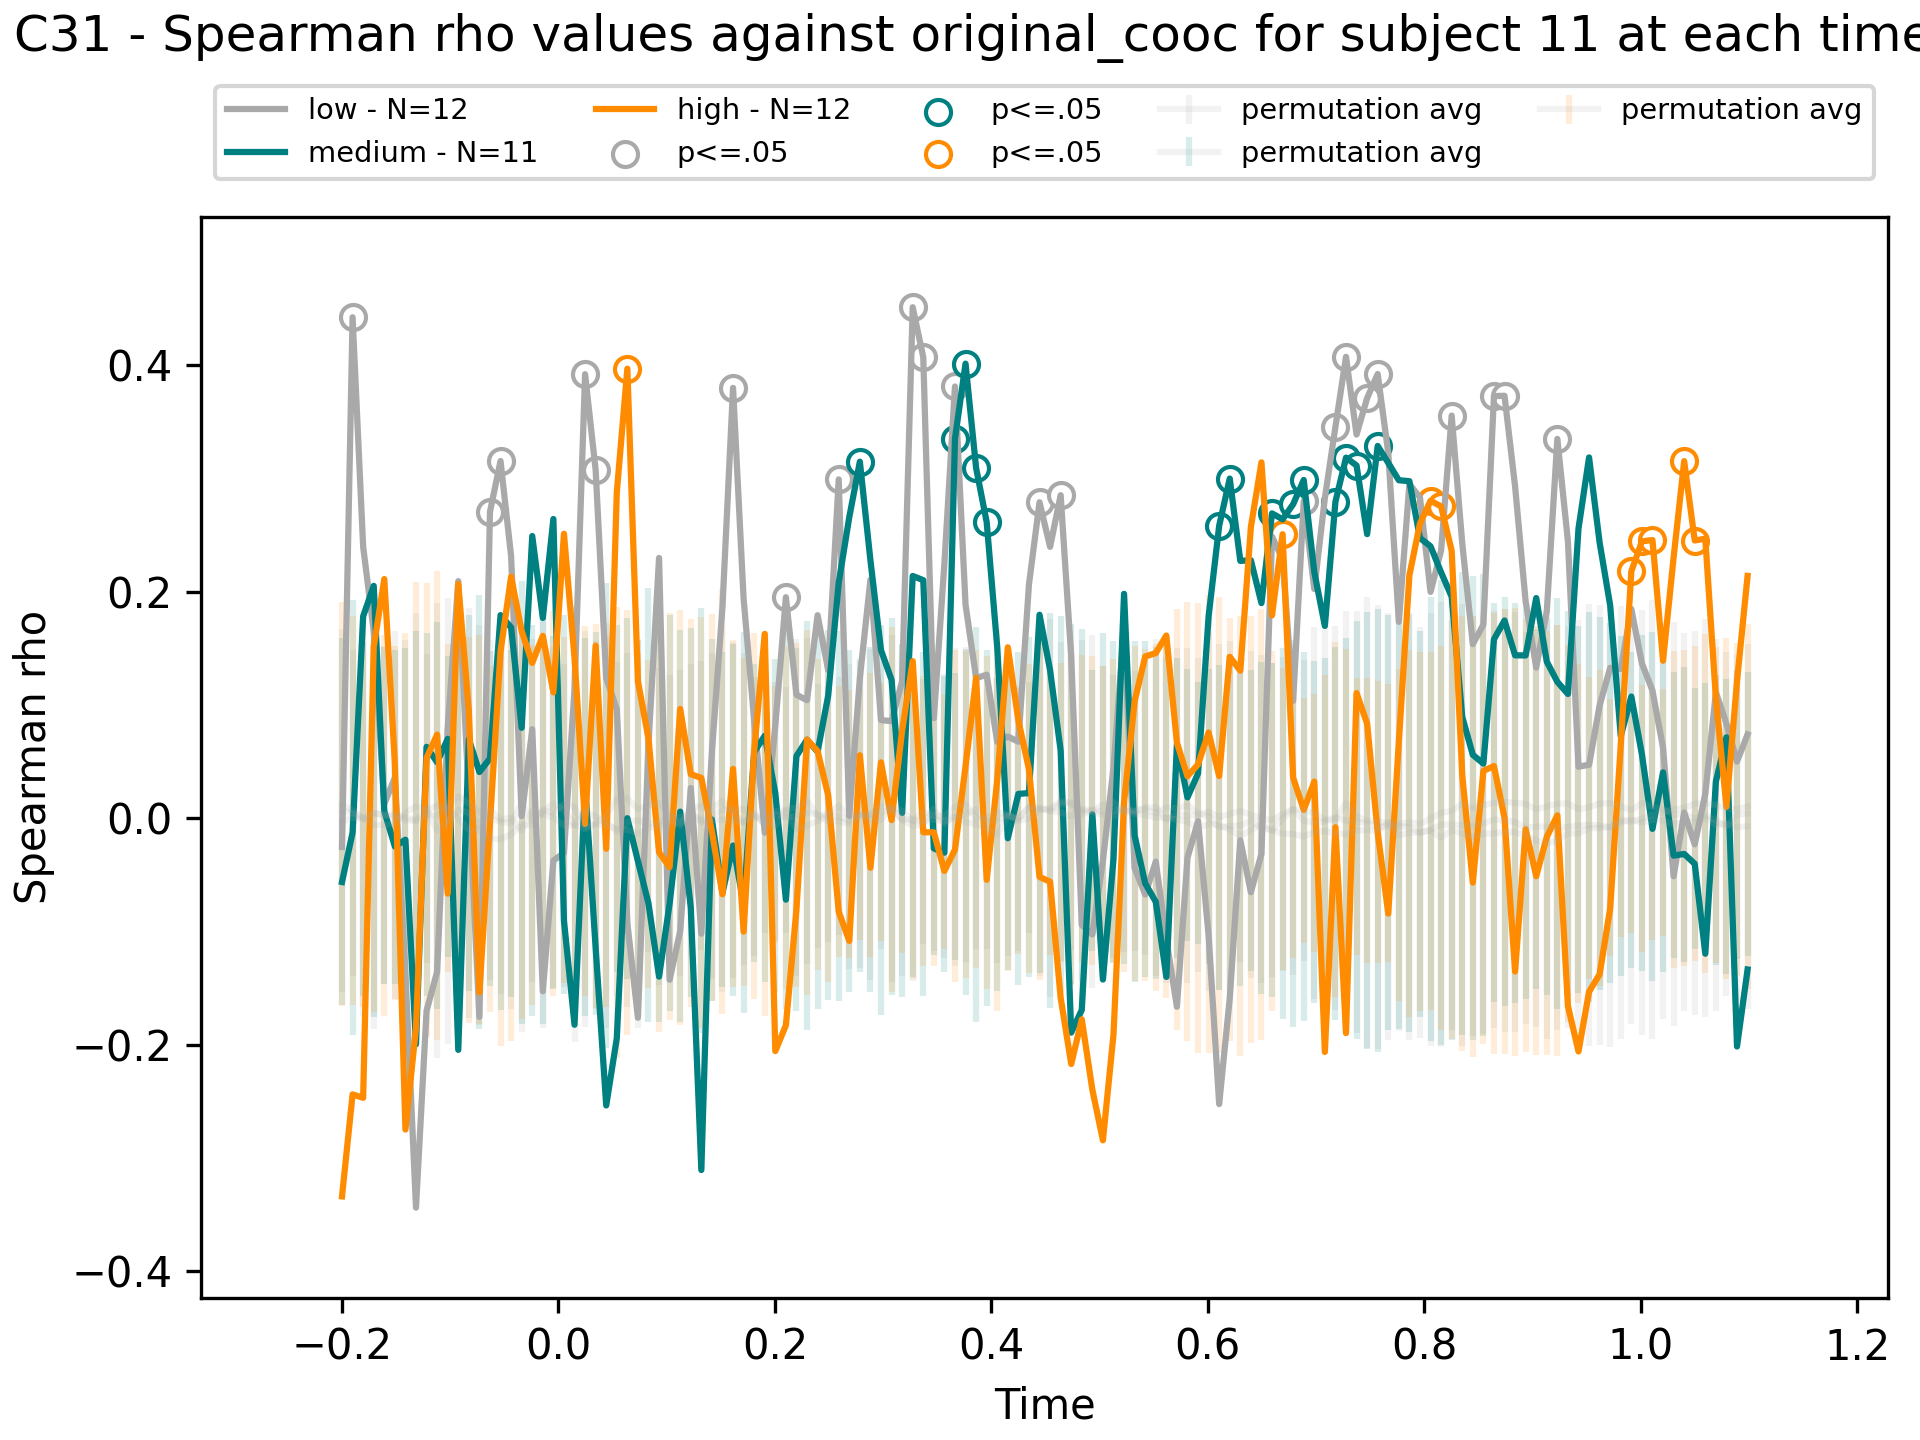 C31 - Spearman rho values against original_cooc for subject 11 at each time
low - N=12
medium - N=11
high - N=12
p<=.05
p<=.05
p<=.05
permutation avg
permutation avg
permutation avg
Spearman rho
0.4
0.2
0.0
−0.2
−0.4
−0.2
0.0
0.2
0.4
0.6
0.8
1.0
1.2
Time